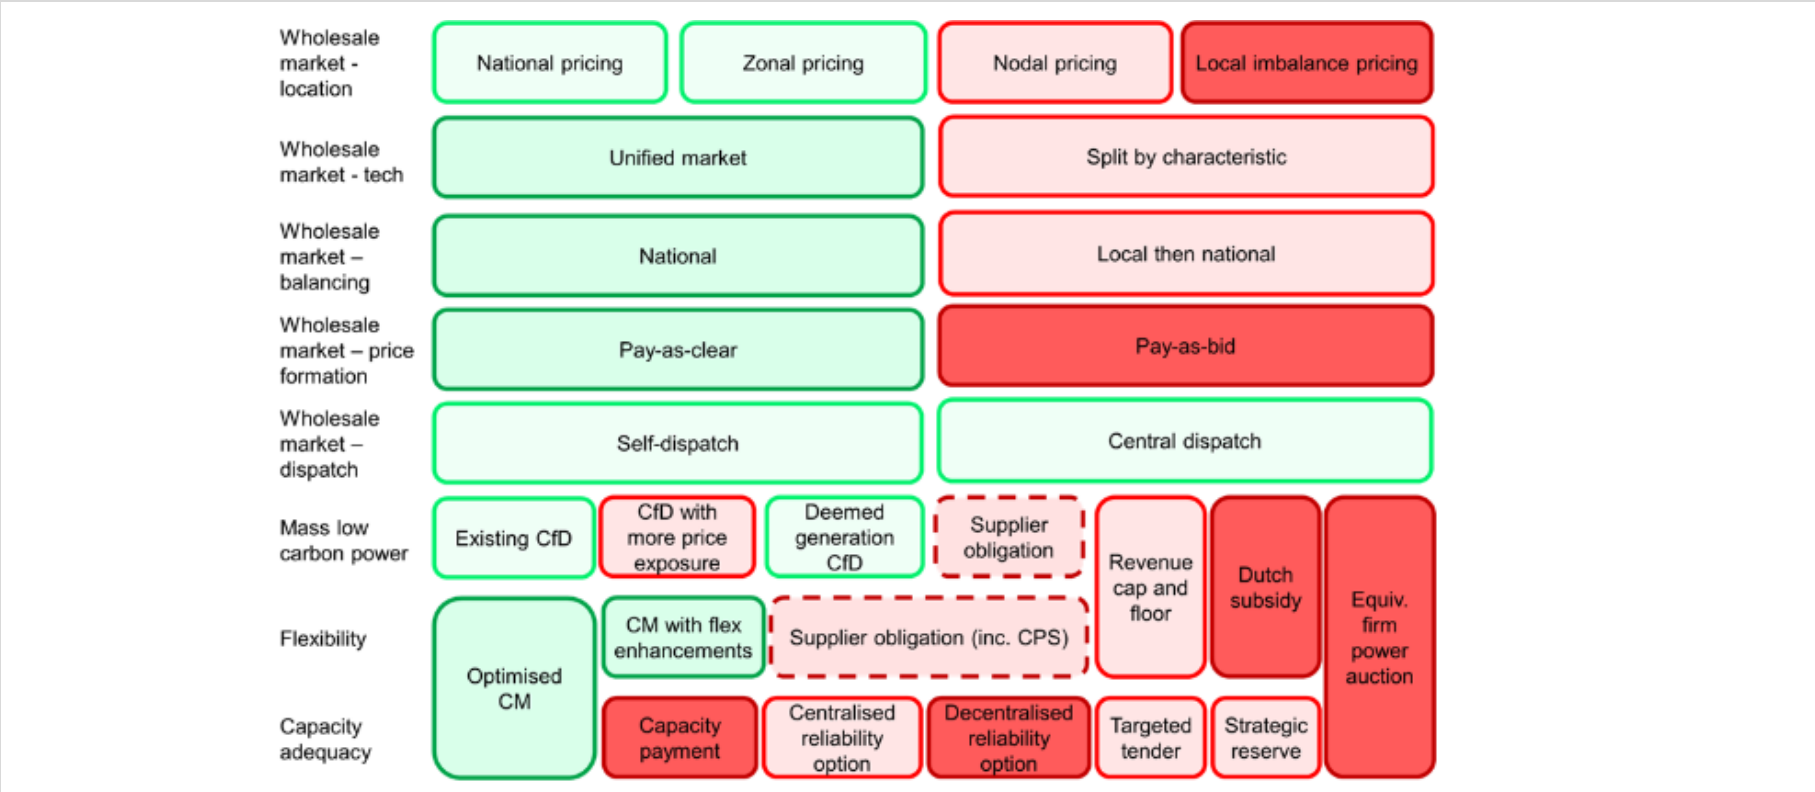 Wholesale
market -
location
National pricing
Zonal pricing
Nodal pricing
Local imbalance pricing
Wholesale
market - tech
Unified market
Split by characteristic
Wholesale
market –
balancing
National
Local then national
Wholesale
market – price
formation
Pay-as-clear
Pay-as-bid
Wholesale
market –
dispatch
Self-dispatch
Central dispatch
Mass low
carbon power
Existing CfD
CfD with
more price
exposure
Deemed
generation
CfD
Supplier
obligation
Revenue
cap and
floor
Dutch
subsidy
Equiv.
firm
power
auction
Flexibility
Optimised
CM
CM with flex
enhancements
Supplier obligation (inc. CPS)
Capacity
adequacy
Capacity
payment
Centralised
reliability
option
Decentralised
reliability
option
Targeted
tender
Strategic
reserve